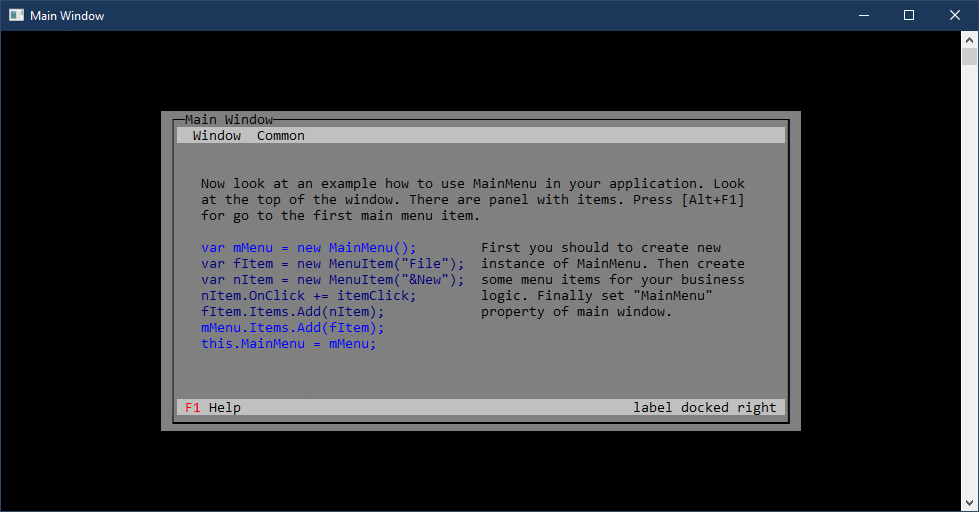 Main Window
Main Window
Window Common
Now look at an example how to use MainMenu in your application. Look
at the top of the window. There are panel with items. Press [Alt+F1]
for go to the first main menu item.
var mMenu = new MainMenu();
var fItem = new MenuItem("File");
var nItem = new MenuItem("&New");
nItem.OnClick += itemClick;
fItem.Items.Add(nItem);
mMenu.Items.Add(fItem);
this.MainMenu = mMenu;
First you should to create new
instance of MainMenu. Then create
some menu items for your business
logic. Finally set "MainMenu"
property of main window.
F1 Help
label docked right